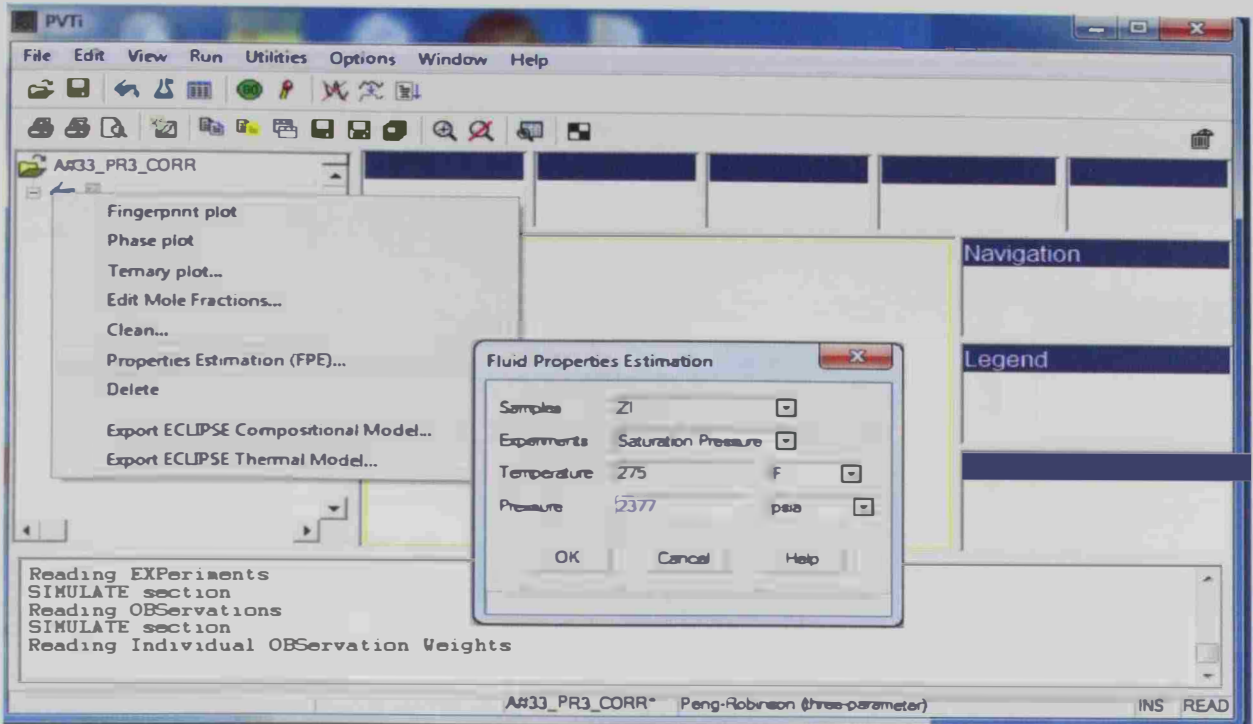 PVTi
File Edit View Run Utilities Options Window Help
GO
A#33_PR3_CORR
Fingerprint plot
Phase plot
Ternary plot...
Edit Mole Fractions...
Clean...
Properties Estimation (FPE)...
Delete
Export ECLIPSE Compositional Model...
Export ECLIPSE Thermal Model...
Navigation
Legend
Fluid Properties Estimation
Samples ZI
Experiments Saturation Pressure
Temperature 275 F
Pressure 2377 psia
OK Cancel Help
Reading EXPeriments
SIMULATE section
Reading OBServations
SIMULATE section
Reading Individual OBServation Weights
A#33_PR3_CORR* Peng-Robinson (three-parameter) INS READ